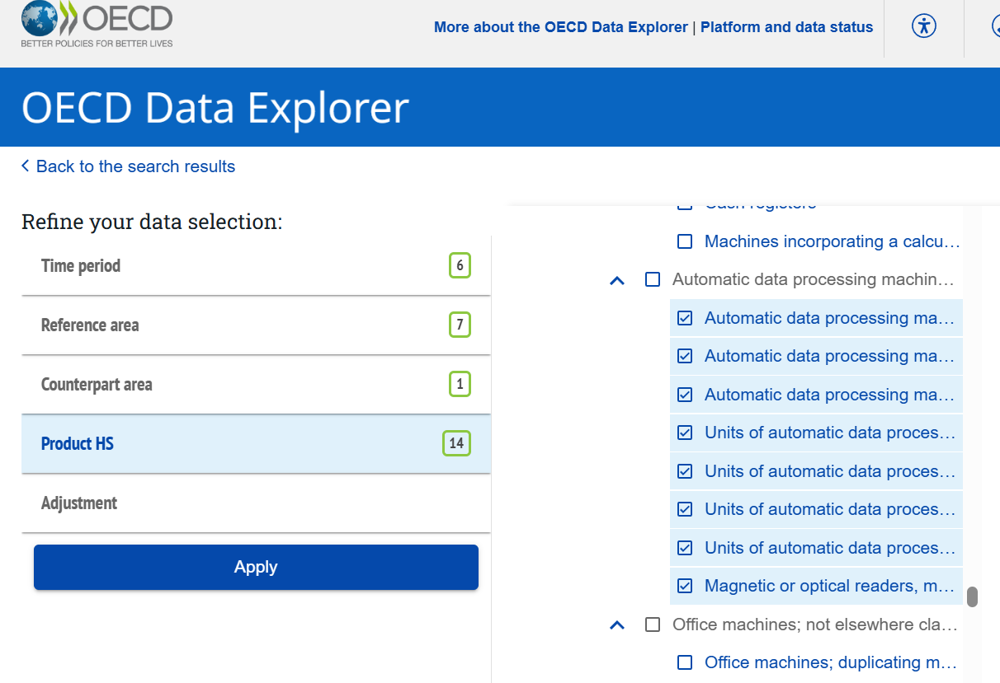 OECD
BETTER POLICIES FOR BETTER LIVES
More about the OECD Data Explorer | Platform and data status
OECD Data Explorer
Back to the search results
Refine your data selection:
Time period 6
Reference area 7
Counterpart area 1
Product HS 14
Adjustment
Apply
Cash registers
Machines incorporating a calcu…
Automatic data processing machin…
Automatic data processing ma…
Automatic data processing ma…
Automatic data processing ma…
Units of automatic data proces…
Units of automatic data proces…
Units of automatic data proces…
Units of automatic data proces…
Magnetic or optical readers, m…
Office machines; not elsewhere cla…
Office machines; duplicating m…